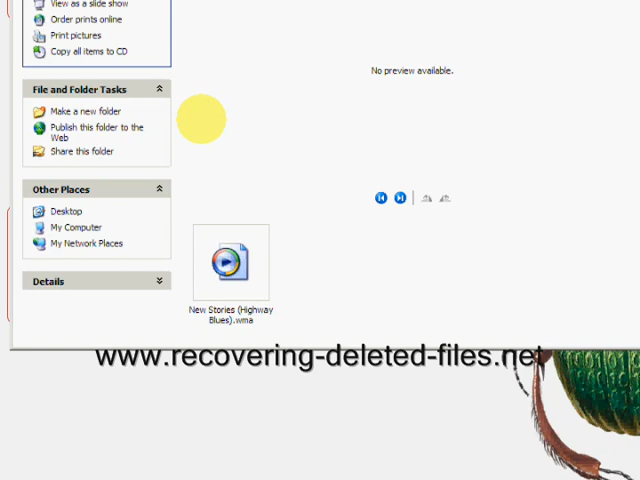 View as a slide show
Order prints online
Print pictures
Copy all items to CD
No preview available.
File and Folder Tasks
Make a new folder
Publish this folder to the
Web
Share this folder
Other Places
Desktop
My Computer
My Network Places
Details
New Stories (Highway
Blues).wma
www.recovering-deleted-files.net